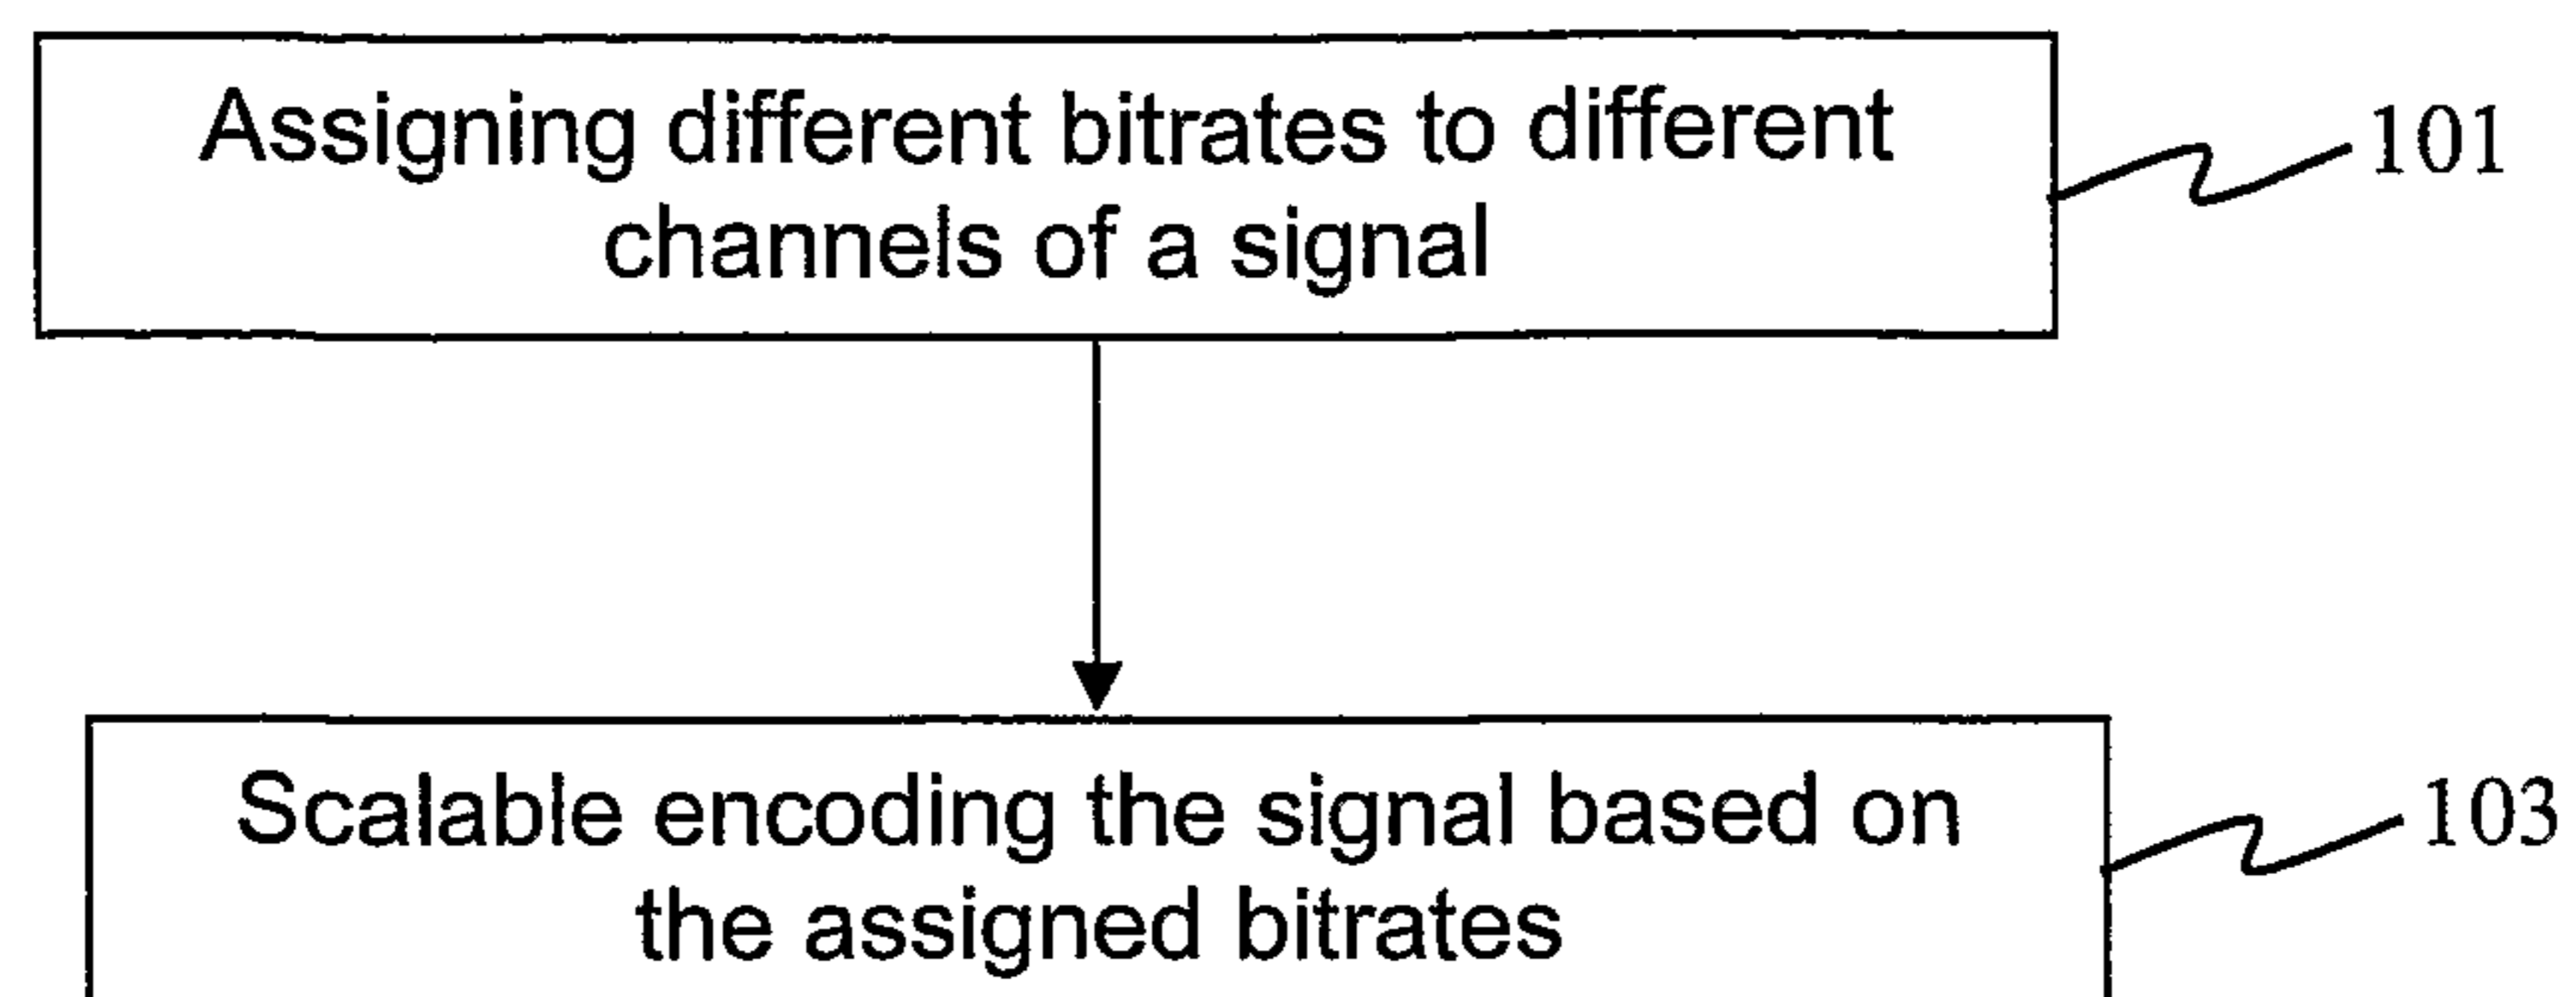 Assigning different bitrates to different
channels of a signal
101
Scalable encoding the signal based on
the assigned bitrates
103